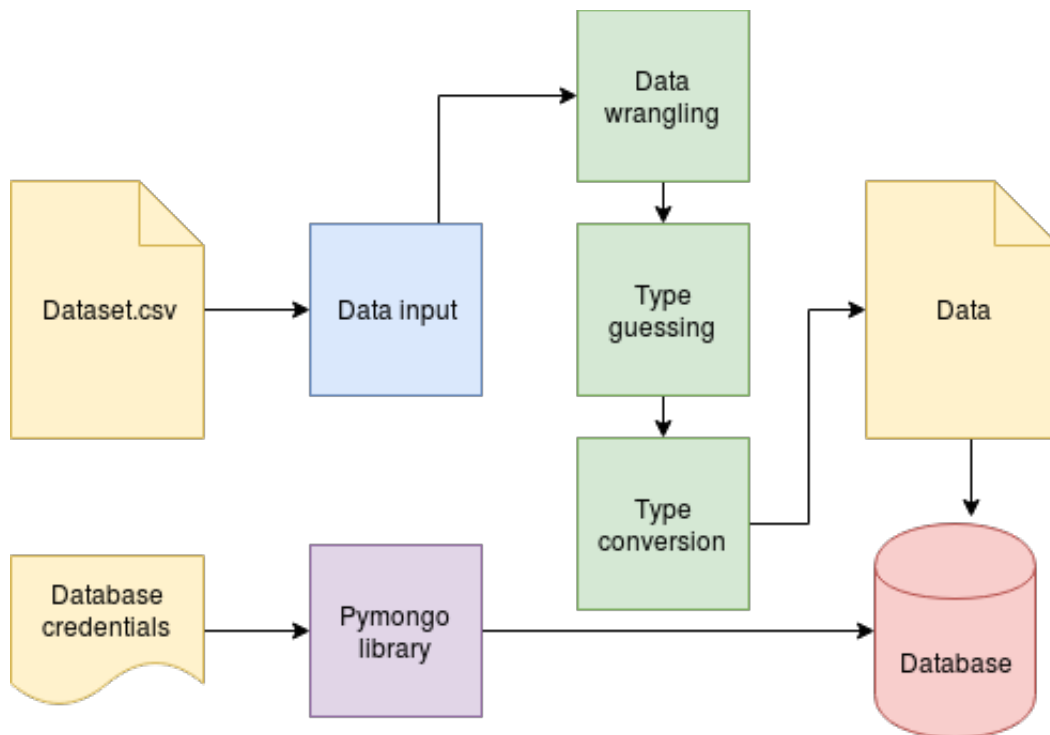 Data
wrangling
Dataset.csv
Data input
Type
guessing
Data
Type
conversion
Database
credentials
Pymongo
library
Database